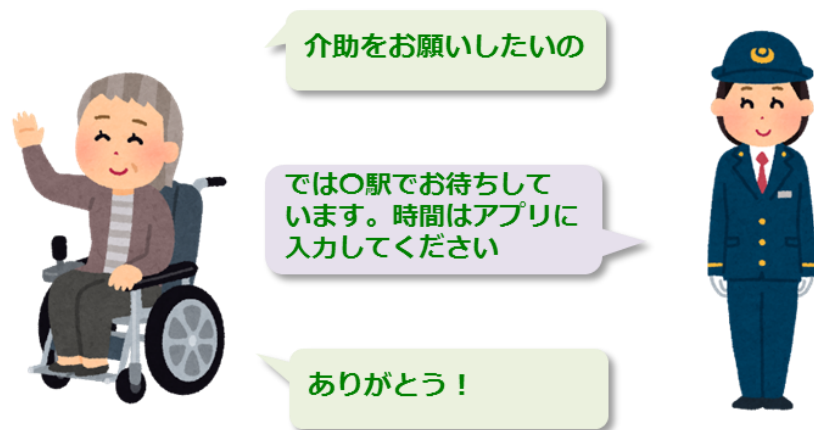 介助をお願いしたいの
では〇駅でお待ちして
います。時間はアプリに
入力してください
ありがとう！